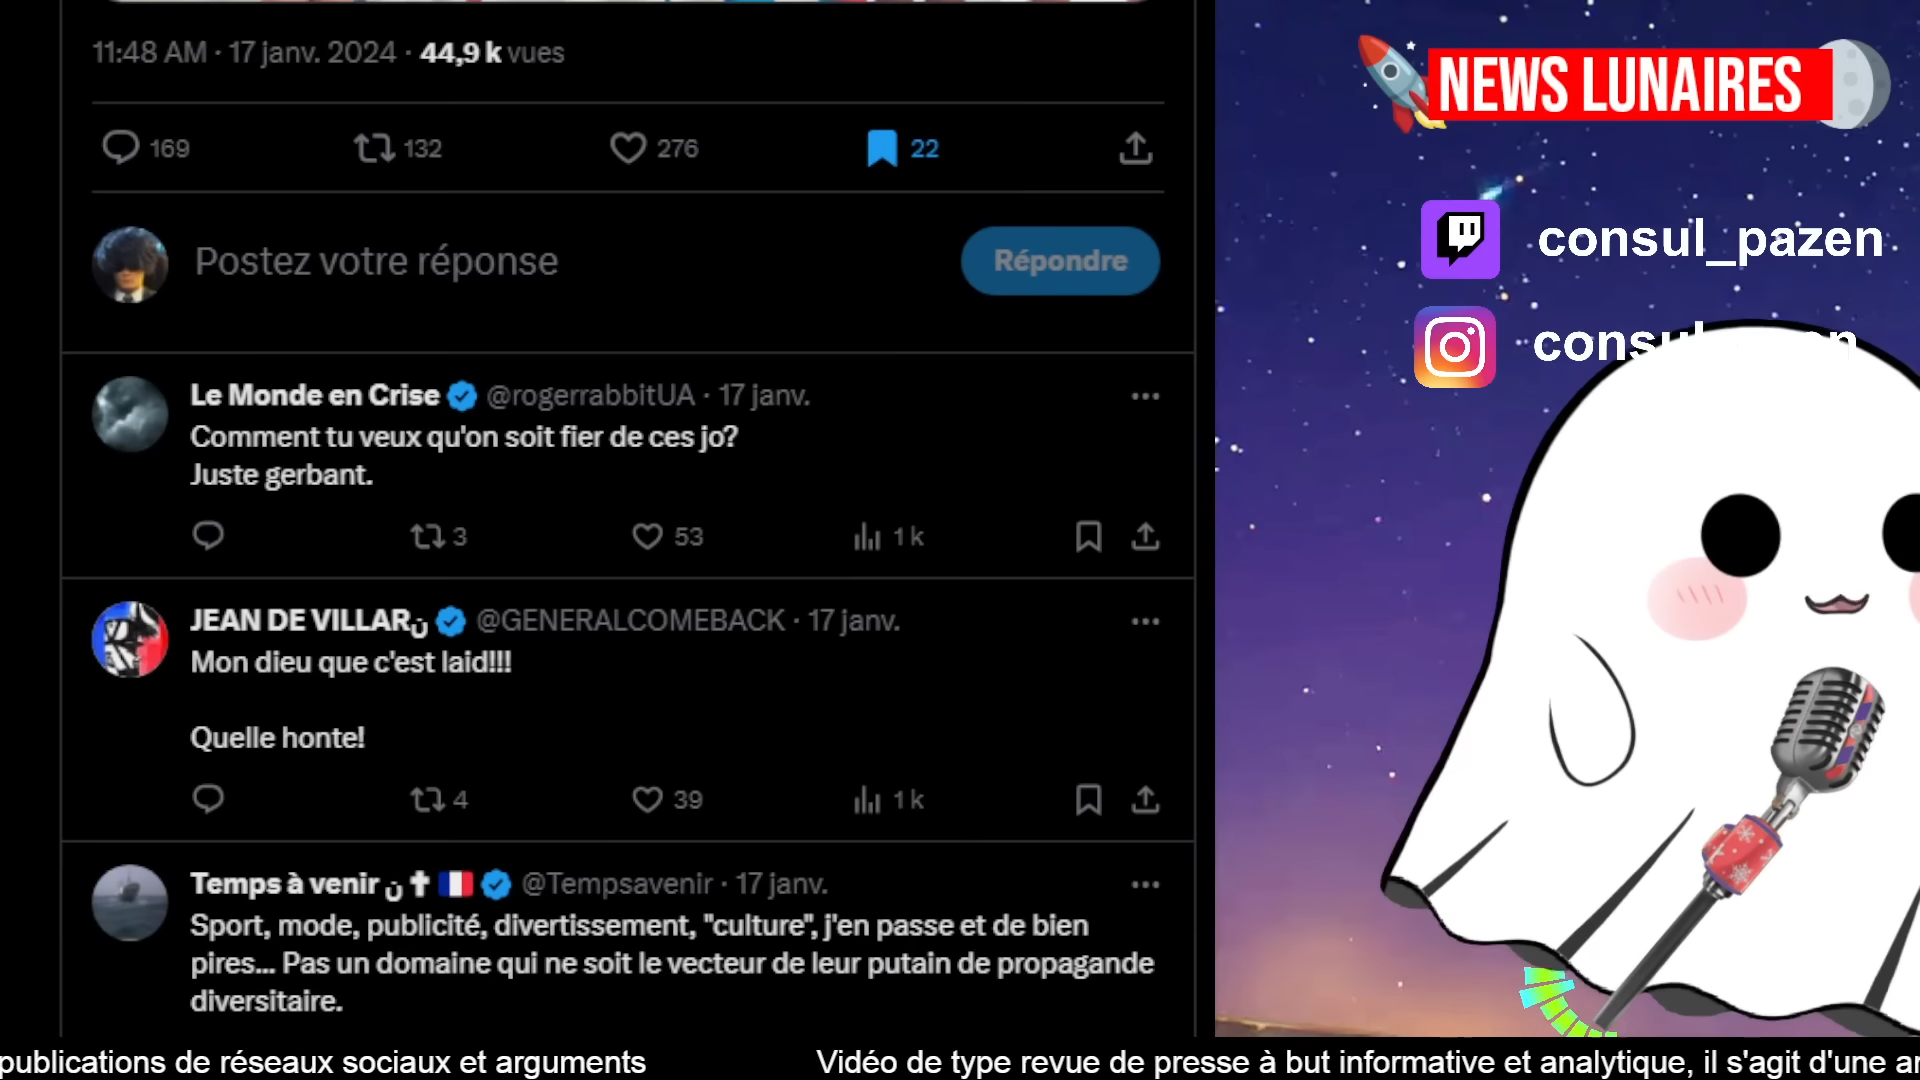 11:48 AM · 17 janv. 2024 · 44,9 k vues
169 132 276 22
Postez votre réponse
Répondre
Le Monde en Crise @rogerrabbitUA · 17 janv.
Comment tu veux qu'on soit fier de ces jo?
Juste gerbant.
3 53 1 k
JEAN DE VILLARن @GENERALCOMEBACK · 17 janv.
Mon dieu que c'est laid!!!
Quelle honte!
4 39 1 k
Temps à venir ن ✝ @Tempsavenir · 17 janv.
Sport, mode, publicité, divertissement, "culture", j'en passe et de bien
pires... Pas un domaine qui ne soit le vecteur de leur putain de propagande
diversitaire.
NEWS LUNAIRES
consul_pazen
publications de réseaux sociaux et arguments
Vidéo de type revue de presse à but informative et analytique, il s'agit d'une